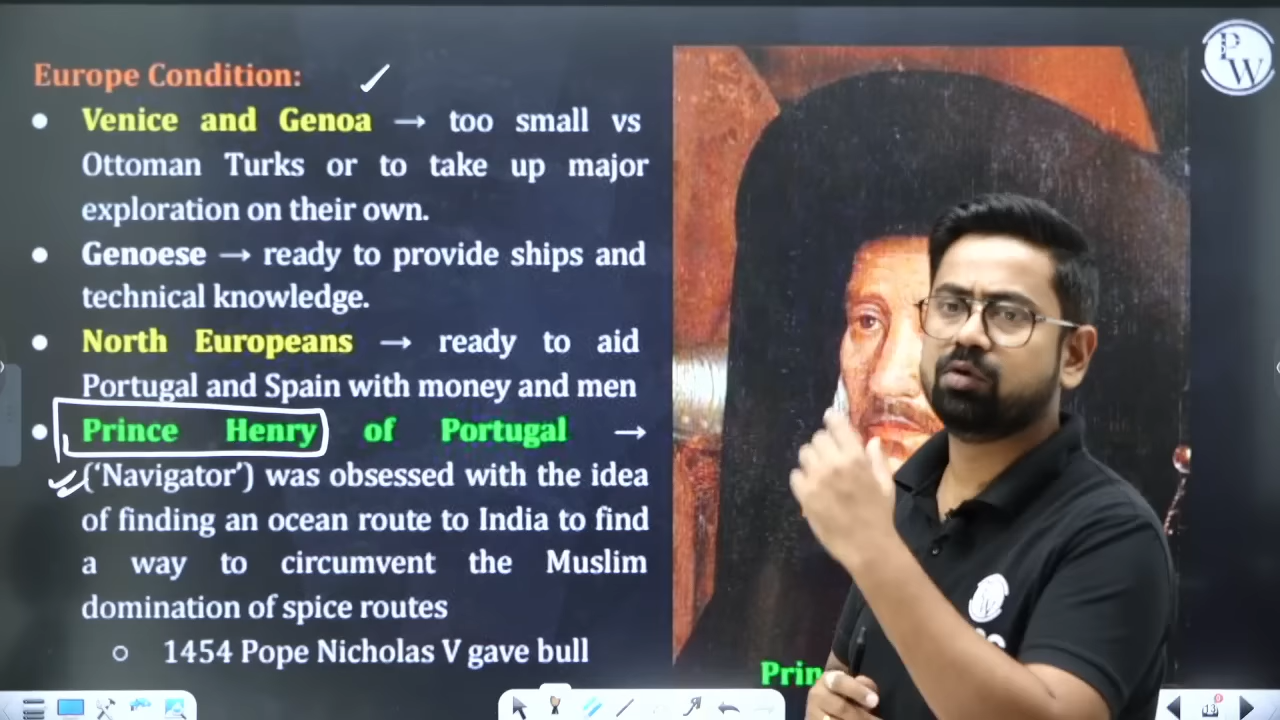 PW
Europe Condition:
• Venice and Genoa → too small vs
Ottoman Turks or to take up major
exploration on their own.
• Genoese → ready to provide ships and
technical knowledge.
• North Europeans → ready to aid
Portugal and Spain with money and men
• Prince Henry of Portugal →
('Navigator') was obsessed with the idea
of finding an ocean route to India to find
a way to circumvent the Muslim
domination of spice routes
○ 1454 Pope Nicholas V gave bull
Prin
13